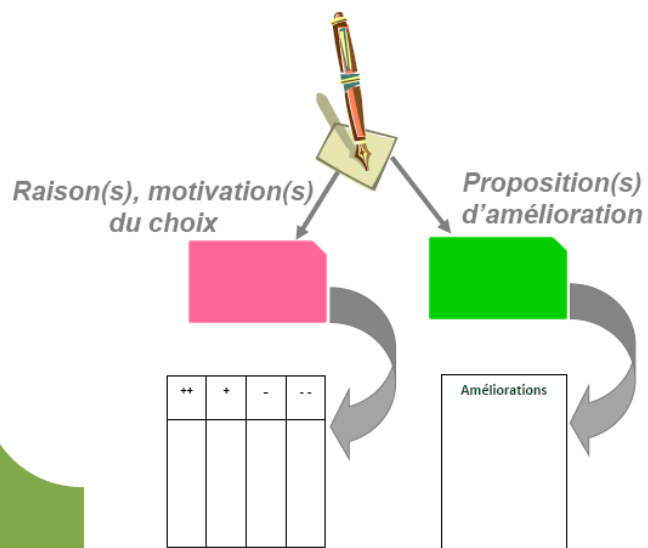 Raison(s), motivation(s)
du choix
Proposition(s)
d’amélioration
++ + - - -
Améliorations